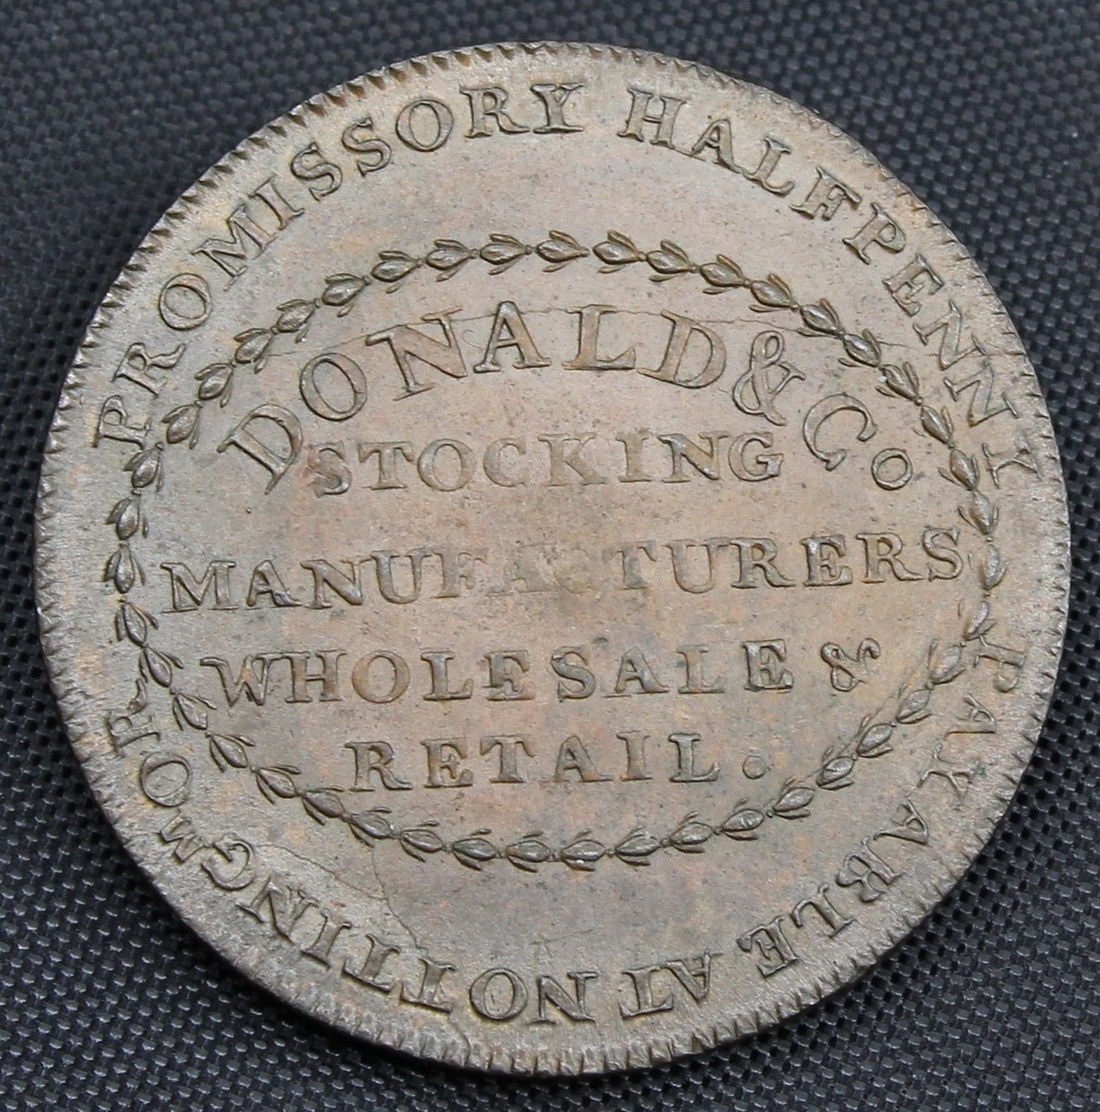 PROMISSORY HALFPENNY PAYABLE AT NOTTINGM OR
DONALD & Co
STOCKING
MANUFACTURERS
WHOLESALE &
RETAIL.